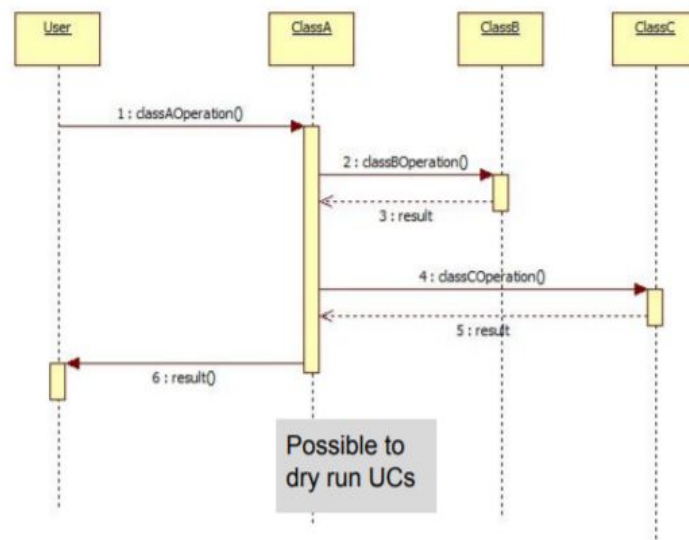 User
ClassA
ClassB
ClassC
1 : classAOperation()
2 : classBOperation()
3 : result
4 : classCOperation()
5 : result
6 : result()
Possible to
dry run UCs